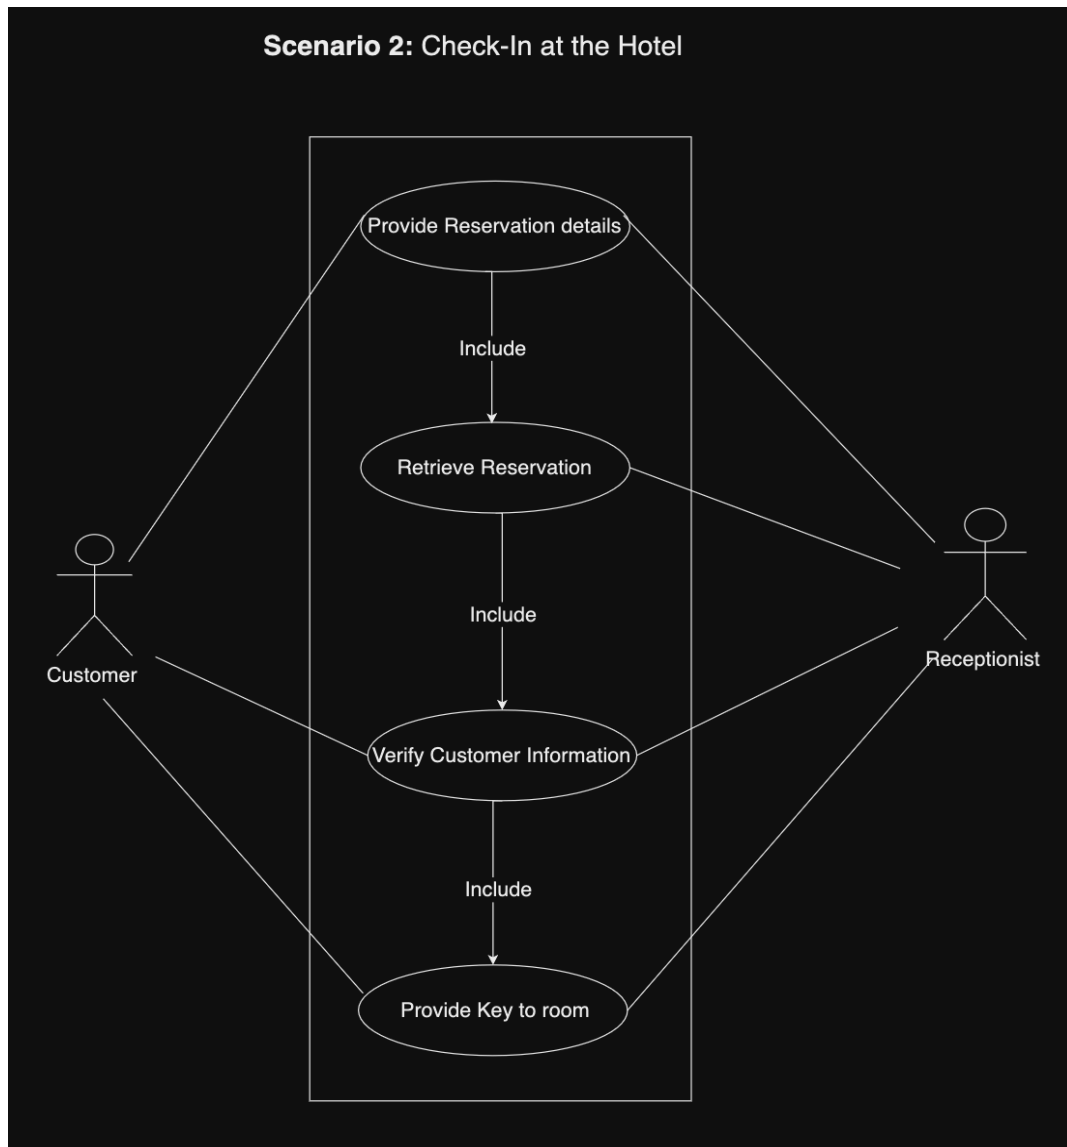 Scenario 2: Check-In at the Hotel
Provide Reservation details
Include
Retrieve Reservation
Include
Customer
Receptionist
Verify Customer Information
Include
Provide Key to room